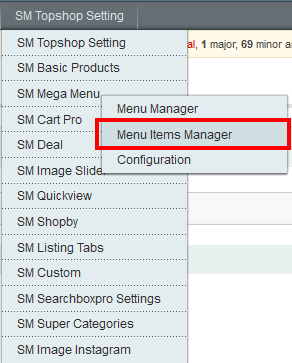 SM Topshop Setting
SM Topshop Setting
al, 1 major, 69 minor a
SM Basic Products
SM Mega Menu
Menu Manager
SM Cart Pro
Menu Items Manager
SM Deal
Configuration
SM Image Slider
SM Quickview
SM Shopby
SM Listing Tabs
SM Custom
SM Searchboxpro Settings
SM Super Categories
SM Image Instagram